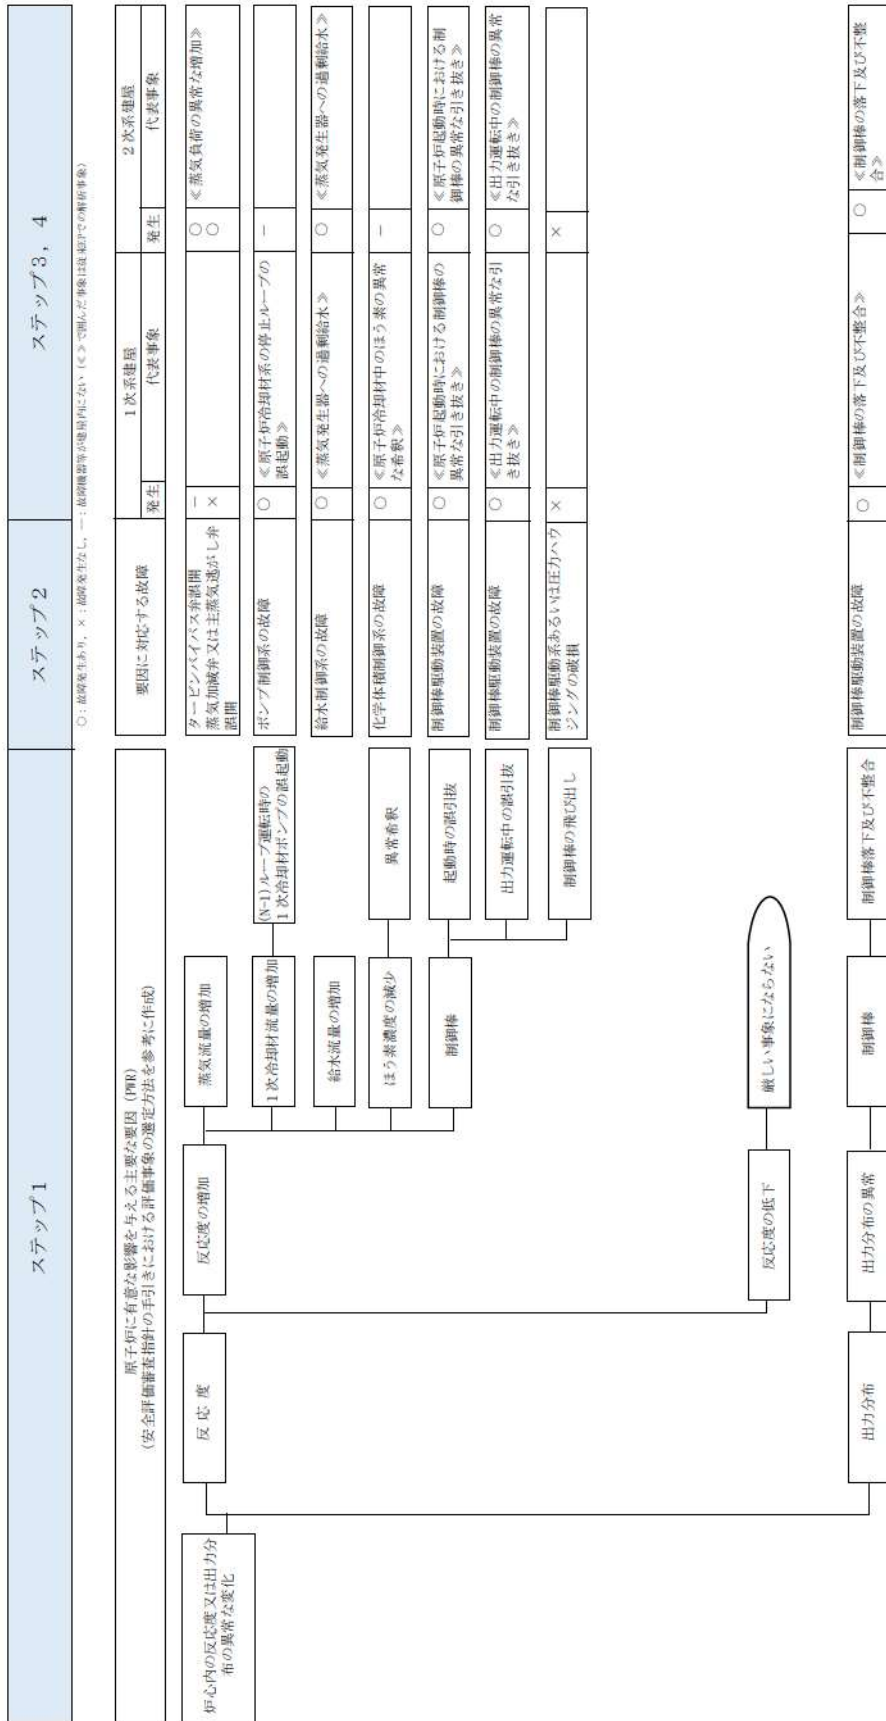 ステップ1
ステップ2
ステップ3，4
○：故障発生あり，×：故障発生なし，－：故障機器等が建屋内にない（≪≫で囲んだ事象は従来EPでの解析事象）
原子炉に有意な影響を与える主要な要因（PWR）
（安全評価審査指針の手引きにおける評価事象の選定方法を参考に作成）
要因に対応する故障
1次系建屋
2次系建屋
発生
代表事象
発生
代表事象
炉心内の反応度又は出力分
布の異常な変化
反応度
反応度の増加
蒸気流量の増加
タービンバイパス弁誤開
蒸気加減弁又は主蒸気逃がし弁
誤開
－
×
○
○
≪蒸気負荷の異常な増加≫
1次冷却材流量の増加
(N-1)ループ運転時の
1次冷却材ポンプの誤起動
ポンプ制御系の故障
○
≪原子炉冷却材系の停止ループの
誤起動≫
－
給水流量の増加
給水制御系の故障
○
≪蒸気発生器への過剰給水≫
○
≪蒸気発生器への過剰給水≫
ほう素濃度の減少
異常希釈
化学体積制御系の故障
○
≪原子炉冷却材中のほう素の異常
な希釈≫
－
制御棒
起動時の誤引抜
制御棒駆動装置の故障
○
≪原子炉起動時における制御棒の
異常な引き抜き≫
○
≪原子炉起動時における制
御棒の異常な引き抜き≫
出力運転中の誤引抜
制御棒駆動装置の故障
○
≪出力運転中の制御棒の異常な引
き抜き≫
○
≪出力運転中の制御棒の異常
な引き抜き≫
制御棒の飛び出し
制御棒駆動系あるいは圧力ハウ
ジングの破損
×
×
反応度の低下
厳しい事象にならない
出力分布
出力分布の異常
制御棒
制御棒落下及び不整合
制御棒駆動装置の故障
○
≪制御棒の落下及び不整合≫
○
≪制御棒の落下及び不整
合≫